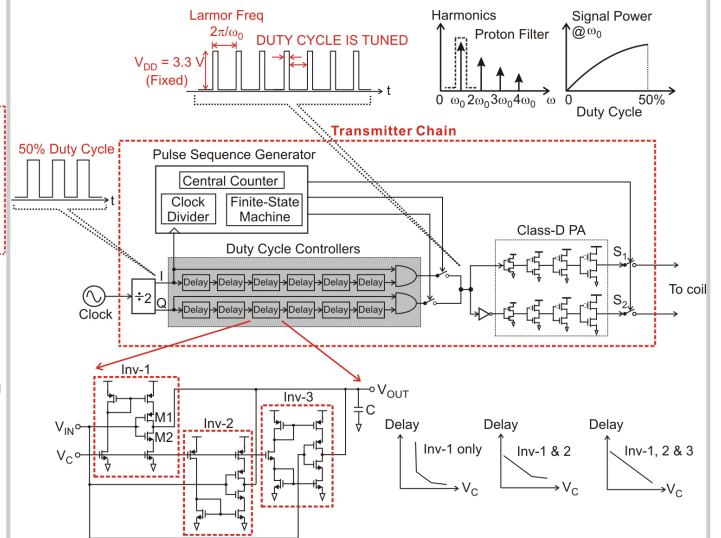 Larmor Freq
2π/ω0
DUTY CYCLE IS TUNED
VDD = 3.3 V
(Fixed)
t
Harmonics
Proton Filter
0 ω0 2ω0 3ω0 4ω0 ω
Signal Power
@ω0
0 50%
Duty Cycle
50% Duty Cycle
t
Transmitter Chain
Pulse Sequence Generator
Central Counter
Clock
Divider
Finite-State
Machine
Class-D PA
Duty Cycle Controllers
I
Delay Delay Delay Delay Delay Delay
Q
Delay Delay Delay Delay Delay Delay
÷2
Clock
S1
S2
To coil
Inv-1
Inv-2
Inv-3
M1
M2
VIN
VC
VOUT
C
Delay
Inv-1 only
VC
Delay
Inv-1 & 2
VC
Delay
Inv-1, 2 & 3
VC